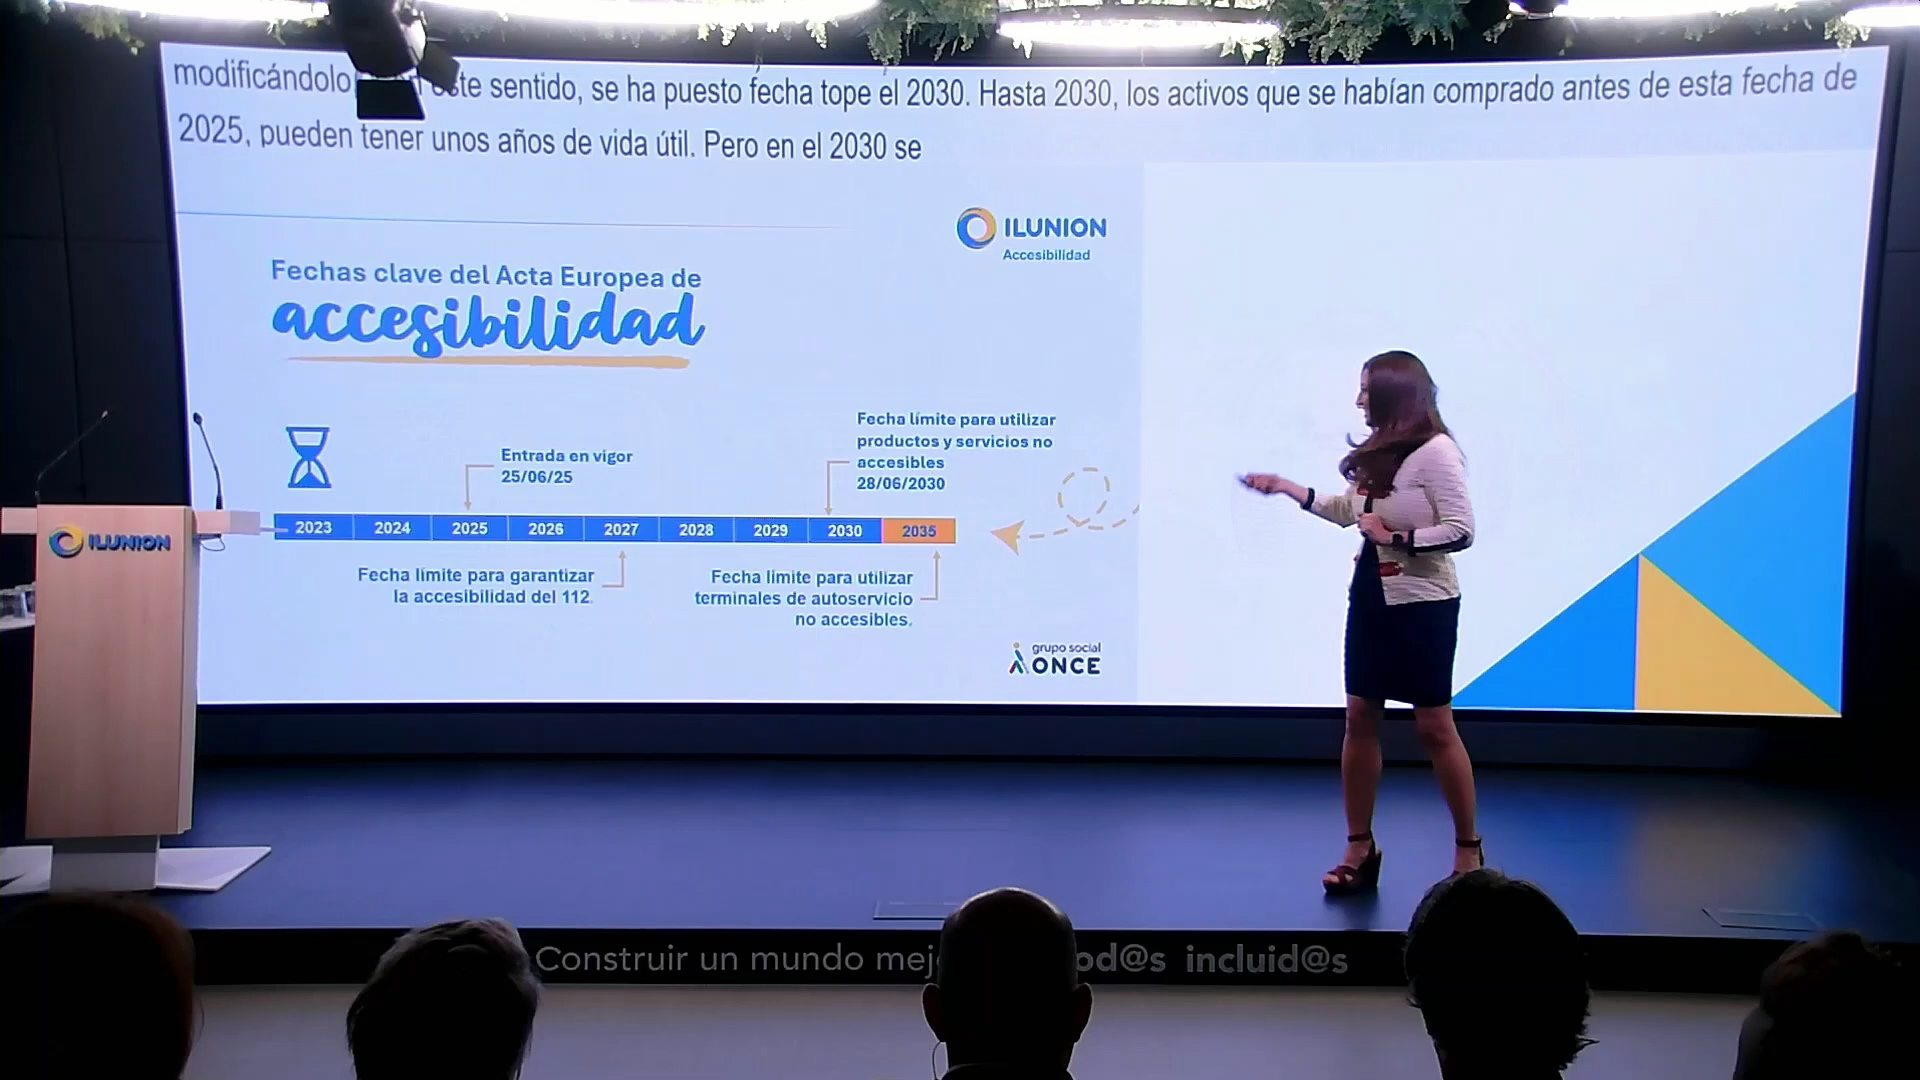 modificándolo este sentido, se ha puesto fecha tope el 2030. Hasta 2030, los activos que se habían comprado antes de esta fecha de
2025, pueden tener unos años de vida útil. Pero en el 2030 se
ILUNION
Accesibilidad
Fechas clave del Acta Europea de
accesibilidad
Entrada en vigor
25/06/25
Fecha límite para utilizar
productos y servicios no
accesibles
28/06/2030
2023 2024 2025 2026 2027 2028 2029 2030 2035
Fecha límite para garantizar
la accesibilidad del 112.
Fecha límite para utilizar
terminales de autoservicio
no accesibles.
grupo social
ONCE
ILUNION
Construir un mundo incluid@s